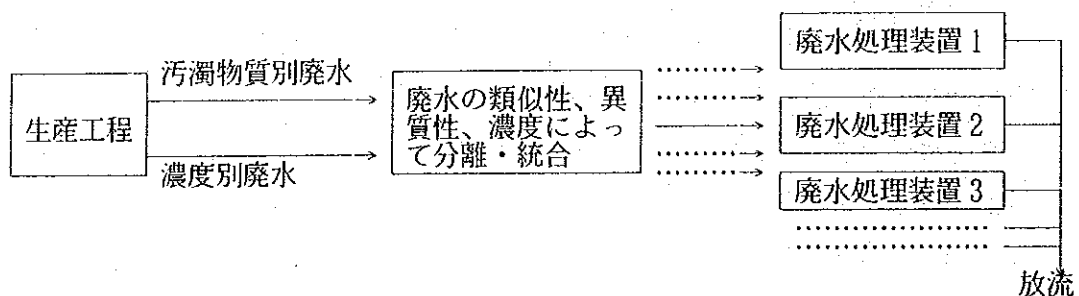 生産工程
汚濁物質別廃水
濃度別廃水
廃水の類似性、異
質性、濃度によっ
て分離・統合
廃水処理装置1
廃水処理装置2
廃水処理装置3
放流